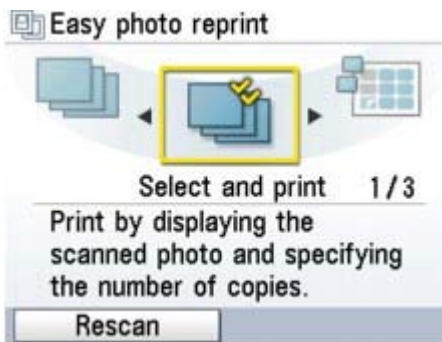 Easy photo reprint
Select and print 1/3
Print by displaying the
scanned photo and specifying
the number of copies.
Rescan